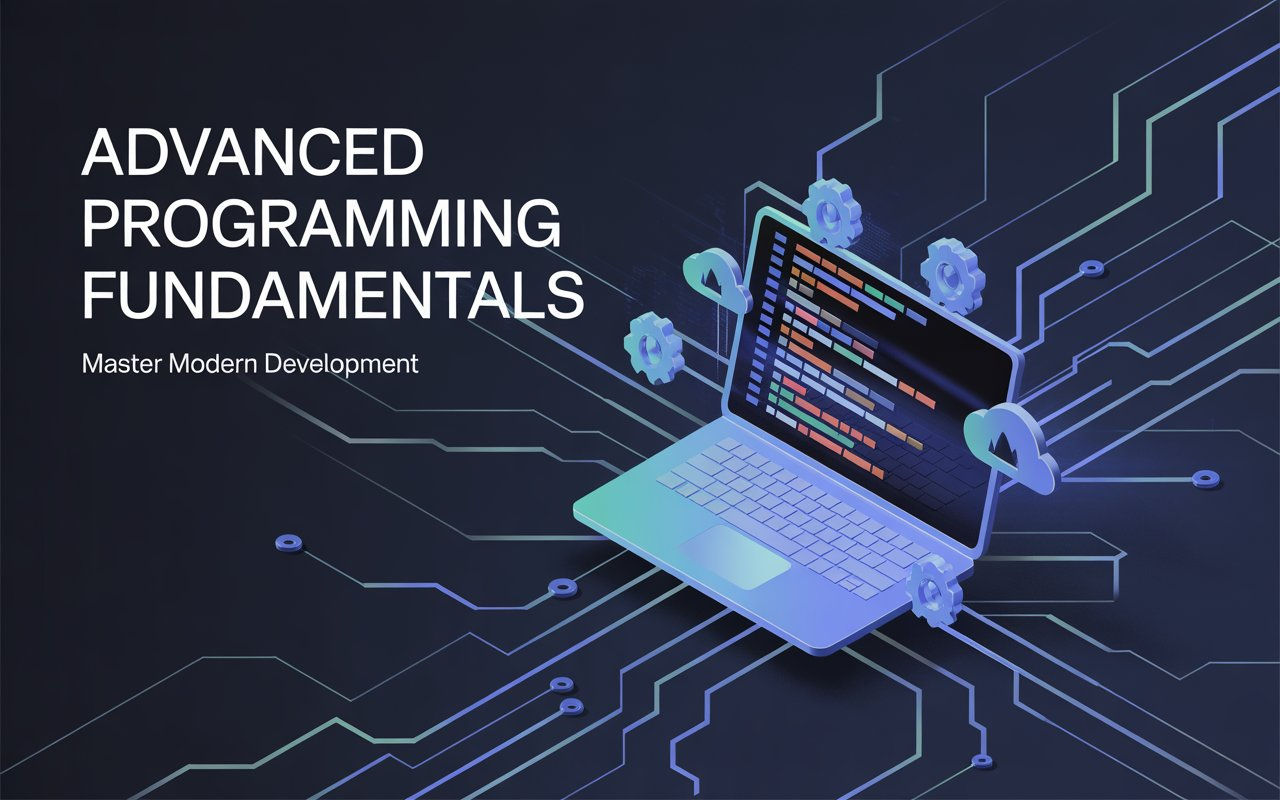 ADVANCED
PROGRAMMING
FUNDAMENTALS
Master Modern Development